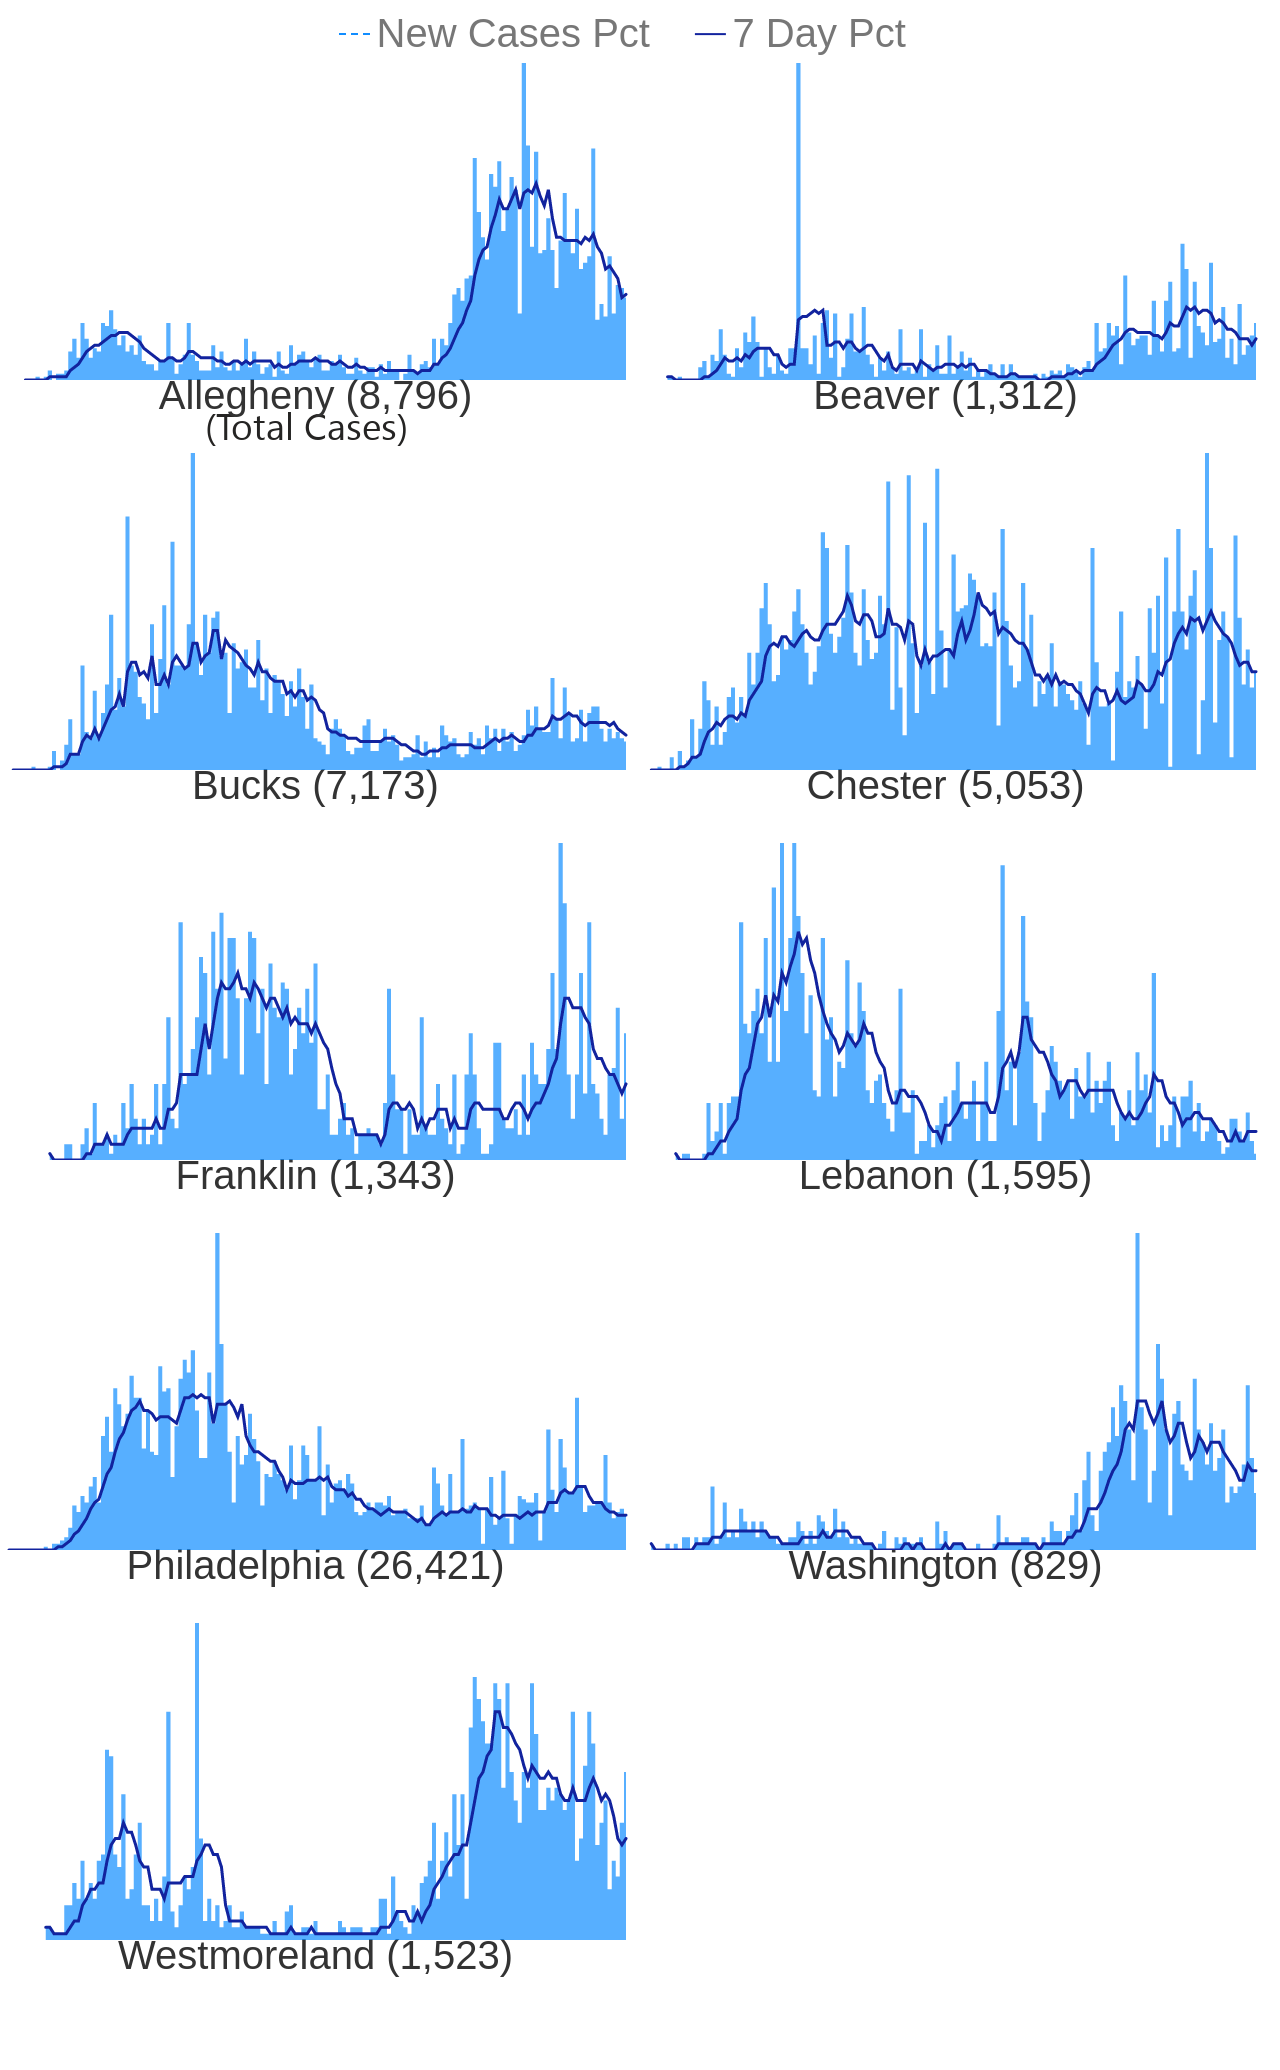 New Cases Pct 7 Day Pct
Allegheny (8,796) Beaver (1,312)
(Total Cases)
Bucks (7,173) Chester (5,053)
Franklin (1,343) Lebanon (1,595)
Philadelphia (26,421) Washington (829)
Westmoreland (1,523)